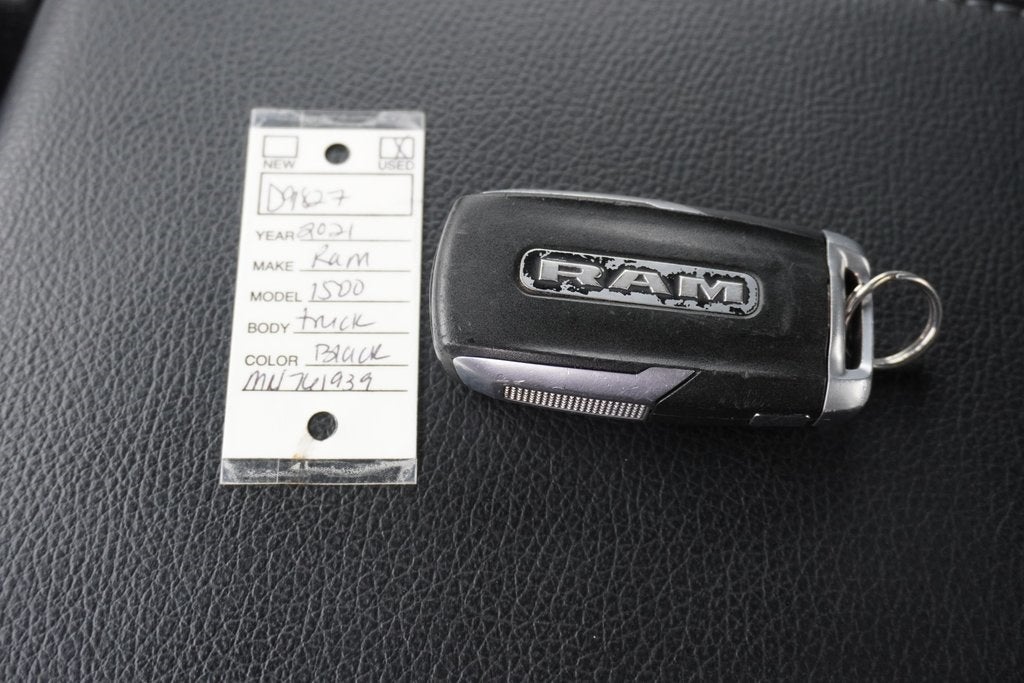 NEW USED
D9827
YEAR 2021
MAKE Ram
MODEL 1500
BODY truck
COLOR Black
MN761939
RAM